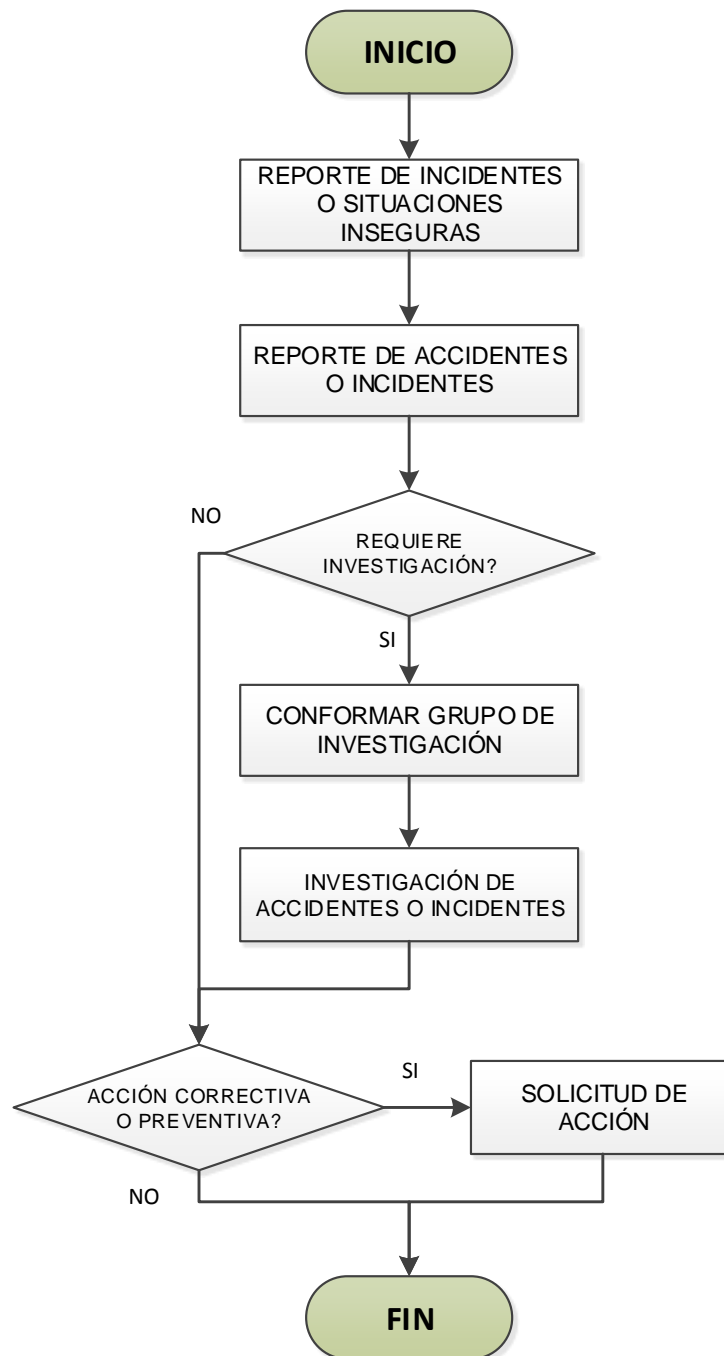 INICIO
REPORTE DE INCIDENTES
O SITUACIONES
INSEGURAS
REPORTE DE ACCIDENTES
O INCIDENTES
NO
REQUIERE
INVESTIGACIÓN?
SI
CONFORMAR GRUPO DE
INVESTIGACIÓN
INVESTIGACIÓN DE
ACCIDENTES O INCIDENTES
ACCIÓN CORRECTIVA
O PREVENTIVA?
SI
SOLICITUD DE
ACCIÓN
NO
FIN